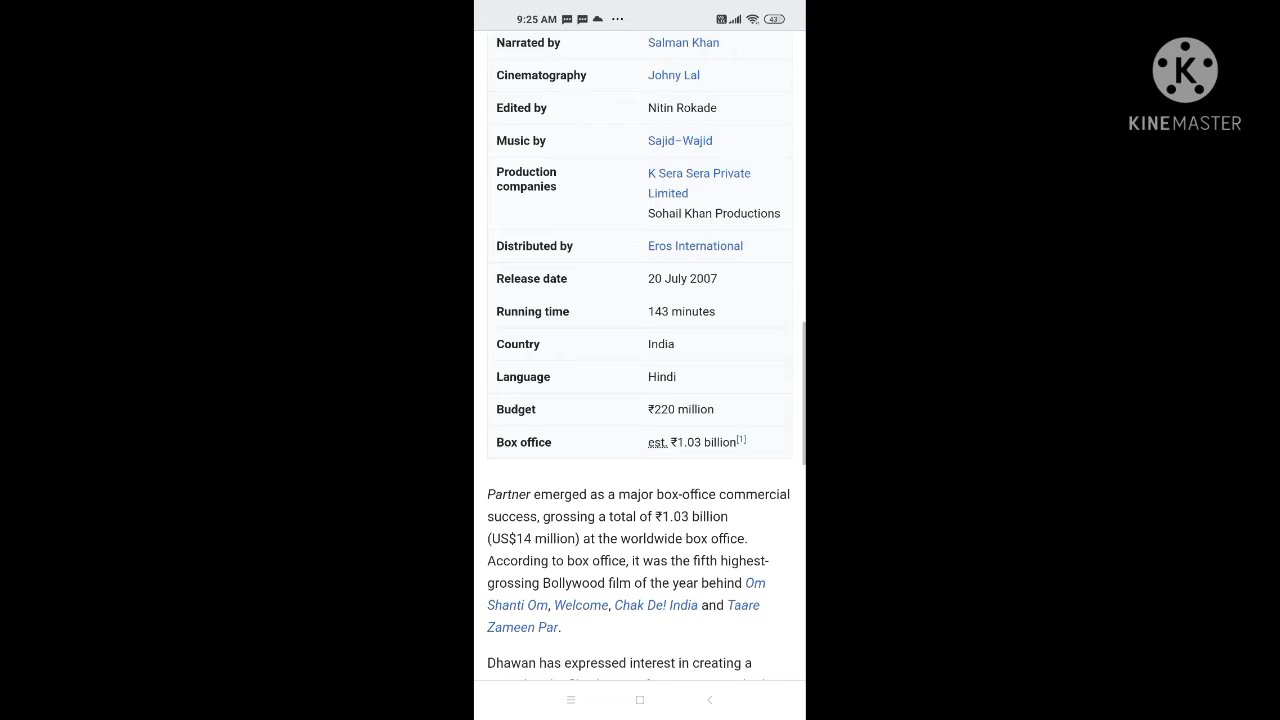 9:25 AM
43
Narrated by Salman Khan
Cinematography Johny Lal
Edited by Nitin Rokade
Music by Sajid–Wajid
Production companies K Sera Sera Private
Limited
Sohail Khan Productions
Distributed by Eros International
Release date 20 July 2007
Running time 143 minutes
Country India
Language Hindi
Budget ₹220 million
Box office est. ₹1.03 billion[1]
Partner emerged as a major box-office commercial
success, grossing a total of ₹1.03 billion
(US$14 million) at the worldwide box office.
According to box office, it was the fifth highest-
grossing Bollywood film of the year behind Om
Shanti Om, Welcome, Chak De! India and Taare
Zameen Par.
Dhawan has expressed interest in creating a
K
KINEMASTER